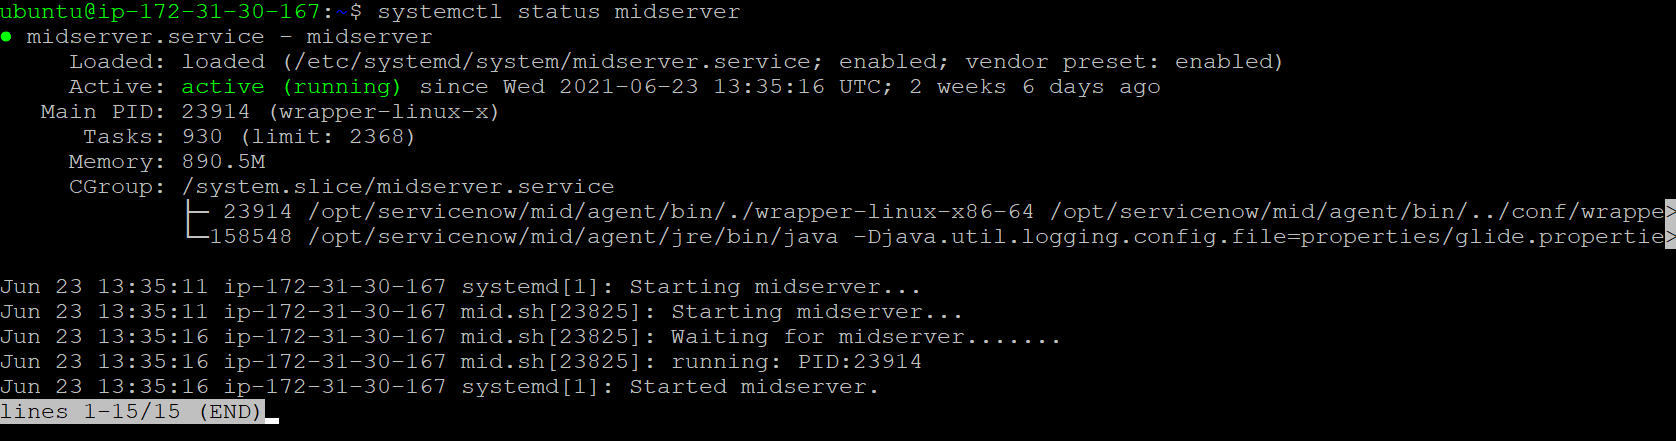 ubuntu@ip-172-31-30-167:~$ systemctl status midserver
● midserver.service - midserver
     Loaded: loaded (/etc/systemd/system/midserver.service; enabled; vendor preset: enabled)
     Active: active (running) since Wed 2021-06-23 13:35:16 UTC; 2 weeks 6 days ago
   Main PID: 23914 (wrapper-linux-x)
      Tasks: 930 (limit: 2368)
     Memory: 890.5M
     CGroup: /system.slice/midserver.service
             ├─ 23914 /opt/servicenow/mid/agent/bin/./wrapper-linux-x86-64 /opt/servicenow/mid/agent/bin/../conf/wrappe>
             └─158548 /opt/servicenow/mid/agent/jre/bin/java -Djava.util.logging.config.file=properties/glide.propertie>
Jun 23 13:35:11 ip-172-31-30-167 systemd[1]: Starting midserver...
Jun 23 13:35:11 ip-172-31-30-167 mid.sh[23825]: Starting midserver...
Jun 23 13:35:16 ip-172-31-30-167 mid.sh[23825]: Waiting for midserver.......
Jun 23 13:35:16 ip-172-31-30-167 mid.sh[23825]: running: PID:23914
Jun 23 13:35:16 ip-172-31-30-167 systemd[1]: Started midserver.
lines 1-15/15 (END)